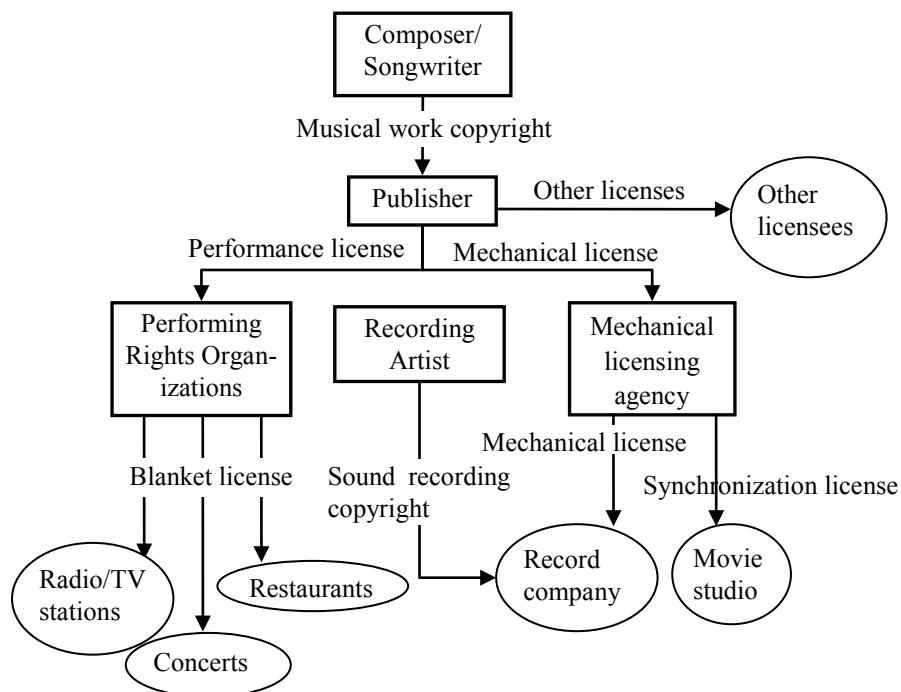 Composer/
Songwriter
Musical work copyright
Publisher
Other licenses
Other
licensees
Performance license
Mechanical license
Performing
Rights Organ-
izations
Recording
Artist
Mechanical
licensing
agency
Blanket license
Sound recording
copyright
Mechanical license
Synchronization license
Radio/TV
stations
Concerts
Restaurants
Record
company
Movie
studio